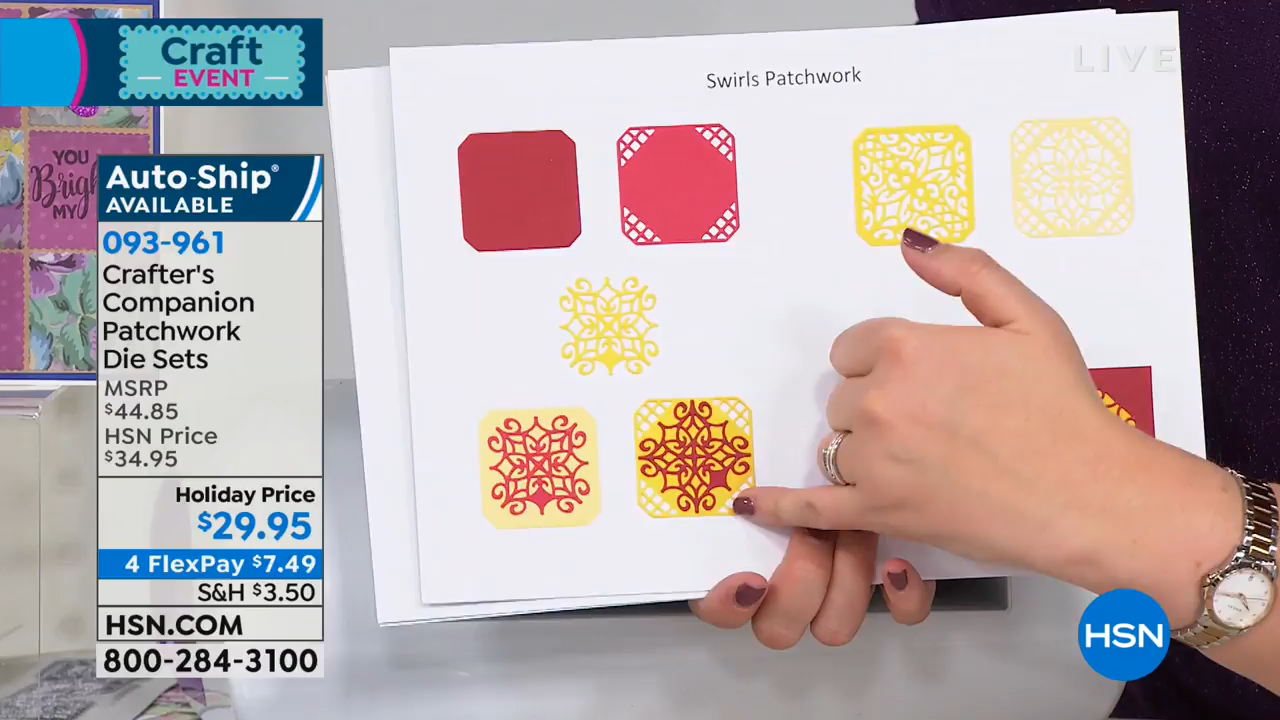 Craft
EVENT
LIVE
Swirls Patchwork
YOU
MY
Auto-Ship®
AVAILABLE
093-961
Crafter's
Companion
Patchwork
Die Sets
MSRP
$44.85
HSN Price
$34.95
Holiday Price
$29.95
4 FlexPay $7.49
S&H $3.50
HSN.COM
800-284-3100
HSN